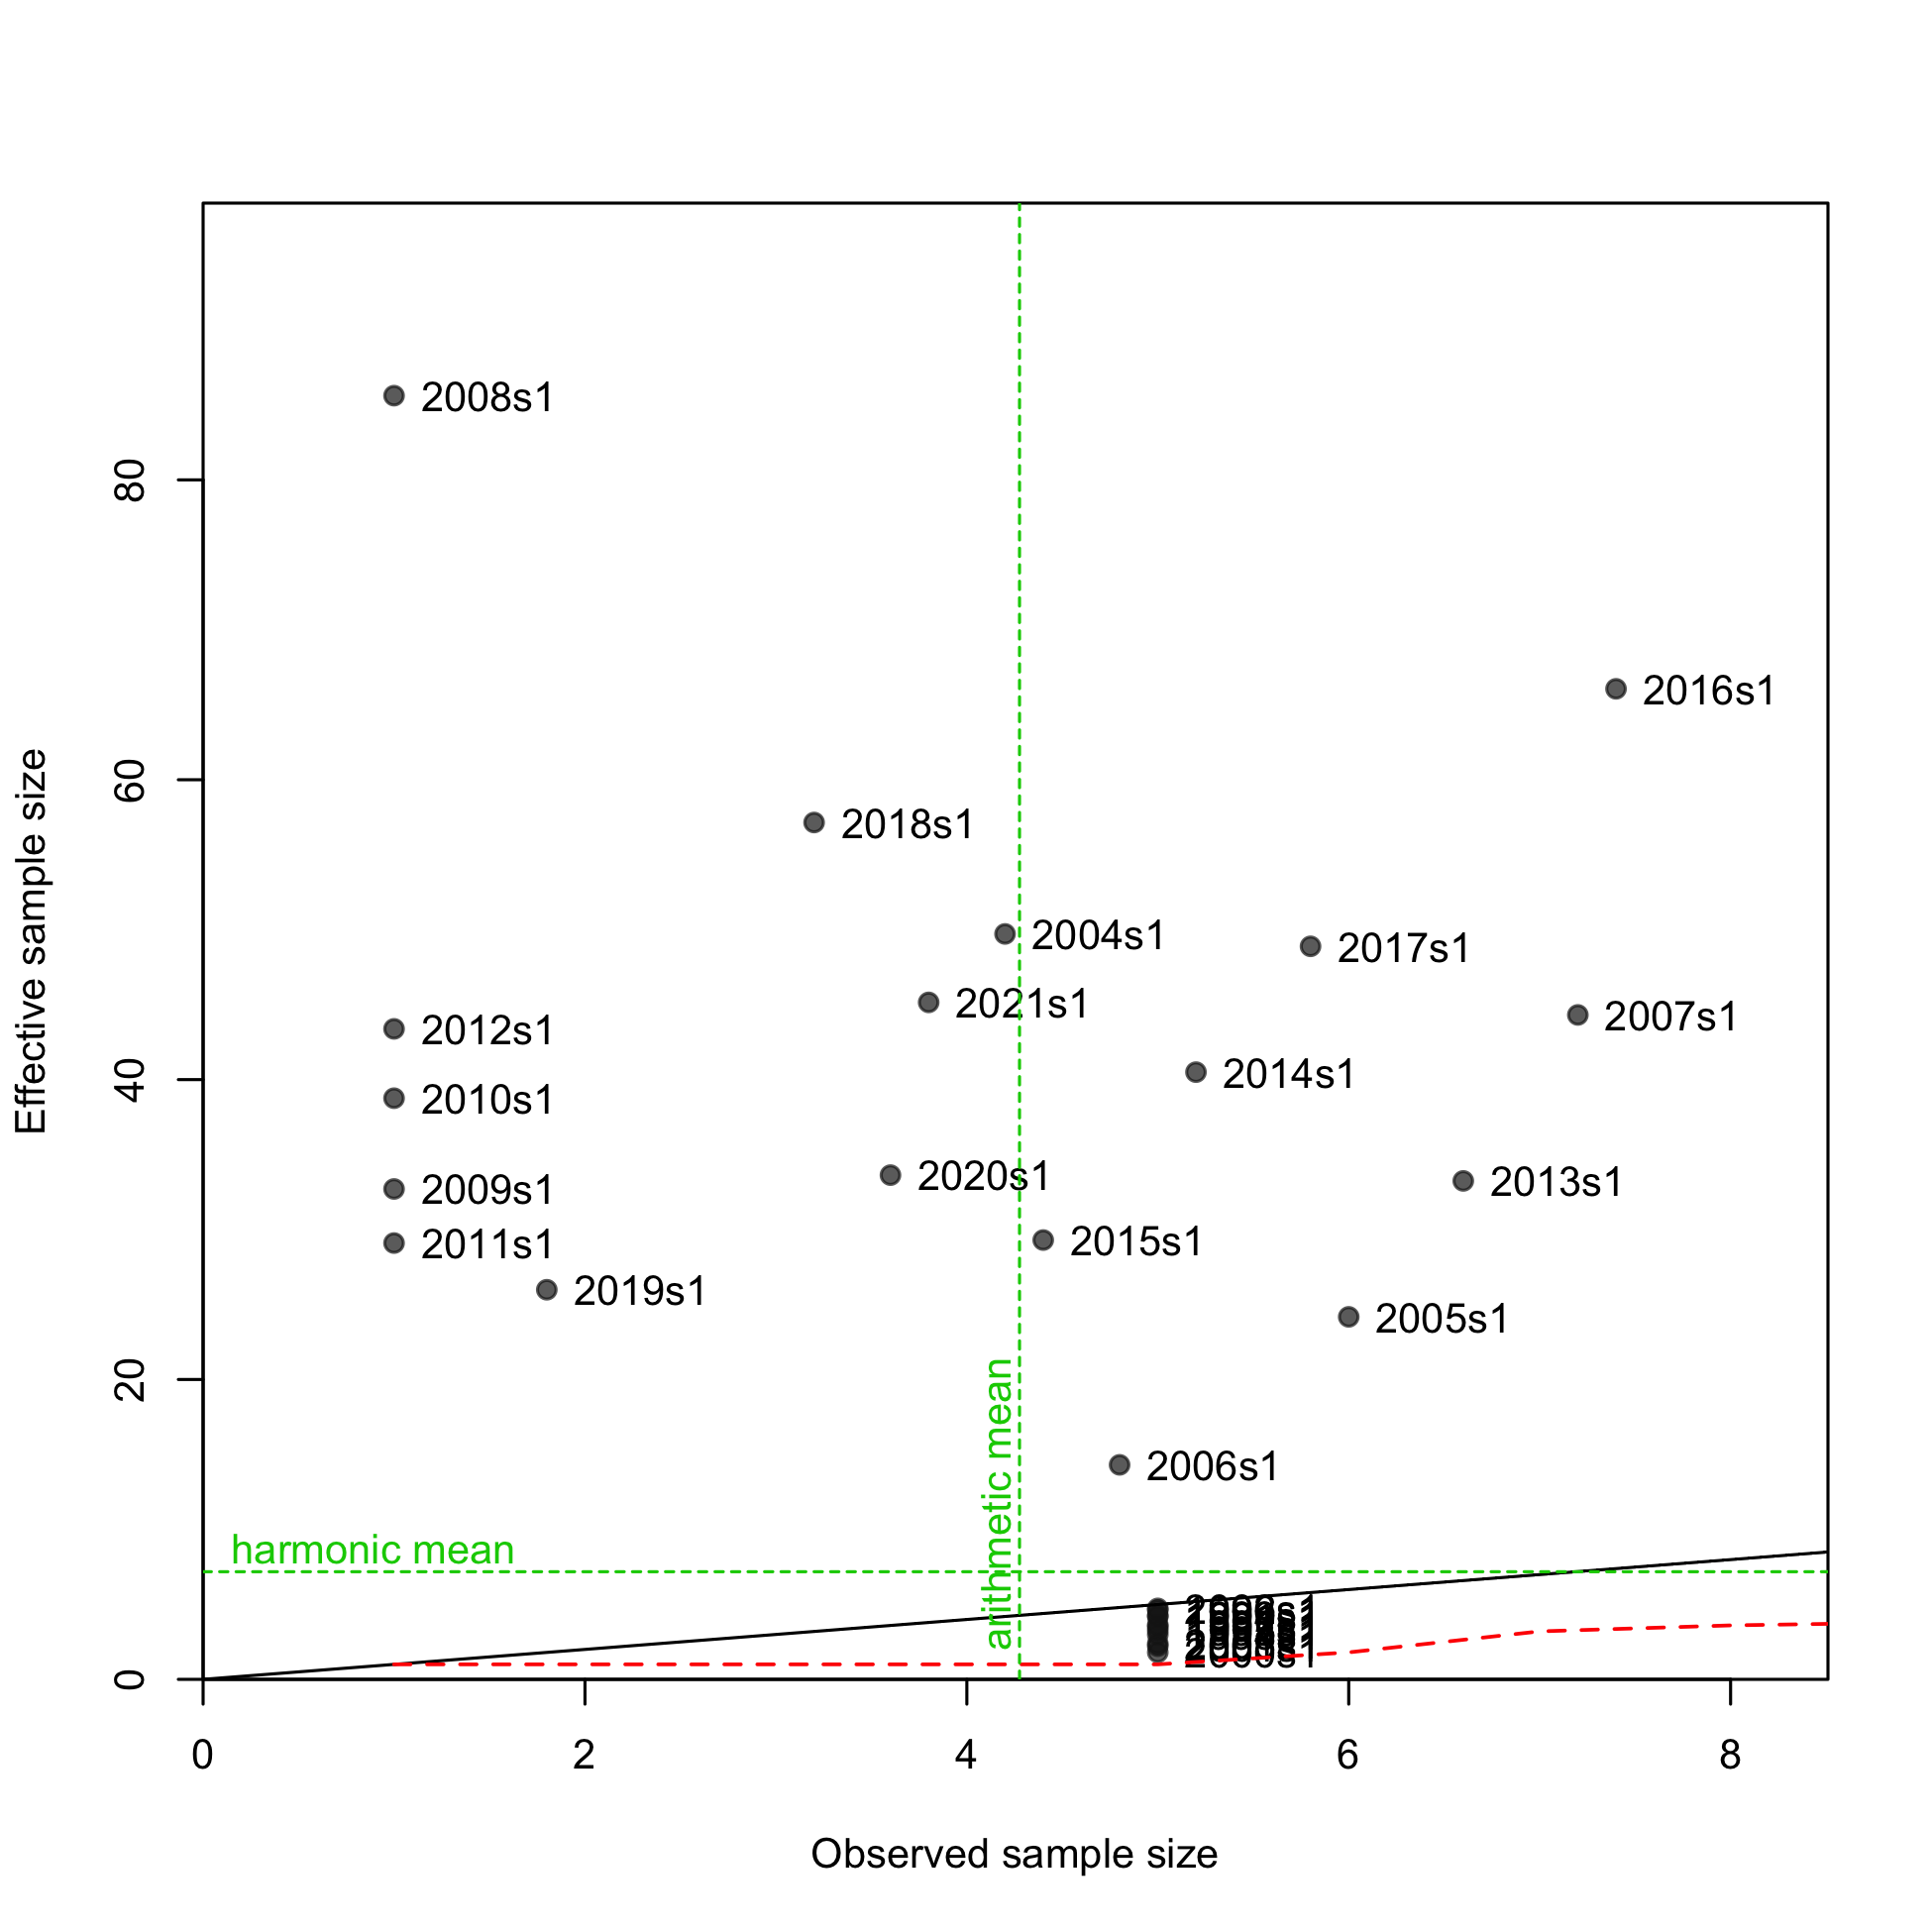 2008s1
80
2016s1
60
2018s1
2004s1
2017s1
2021s1
2007s1
2012s1
2014s1
40
2010s1
2020s1
2013s1
2009s1
2015s1
2011s1
2019s1
2005s1
20
2006s1
arithmetic mean
harmonic mean
0
0 2 4 6 8
Effective sample size
Observed sample size